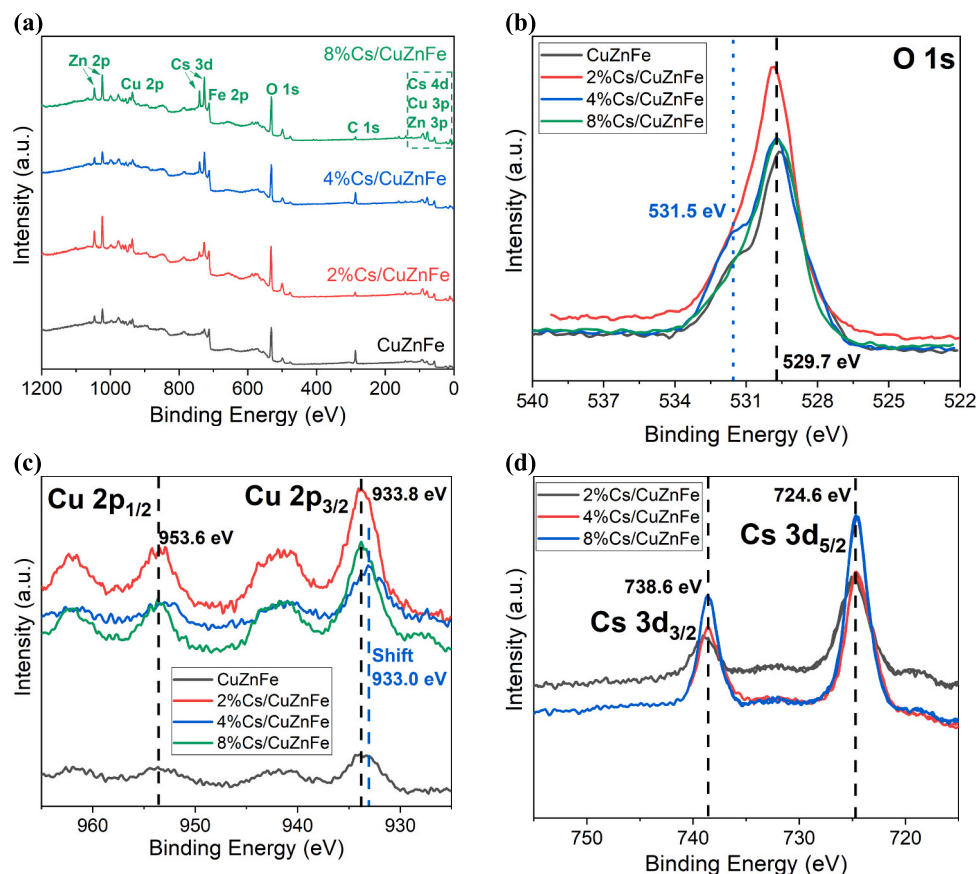 (a)
8%Cs/CuZnFe
Zn 2p
Cs 3d
Cu 2p
Fe 2p
O 1s
Cs 4d
Cu 3p
C 1s
Zn 3p
4%Cs/CuZnFe
2%Cs/CuZnFe
CuZnFe
Intensity (a.u.)
1200 1000 800 600 400 200 0
Binding Energy (eV)
(b)
CuZnFe
2%Cs/CuZnFe
4%Cs/CuZnFe
8%Cs/CuZnFe
O 1s
531.5 eV
529.7 eV
Intensity (a.u.)
540 537 534 531 528 525 522
Binding Energy (eV)
(c)
Cu 2p1/2
Cu 2p3/2
933.8 eV
953.6 eV
Shift
933.0 eV
CuZnFe
2%Cs/CuZnFe
4%Cs/CuZnFe
8%Cs/CuZnFe
Intensity (a.u.)
960 950 940 930
Binding Energy (eV)
(d)
2%Cs/CuZnFe
4%Cs/CuZnFe
8%Cs/CuZnFe
724.6 eV
Cs 3d5/2
738.6 eV
Cs 3d3/2
Intensity (a.u.)
750 740 730 720
Binding Energy (eV)